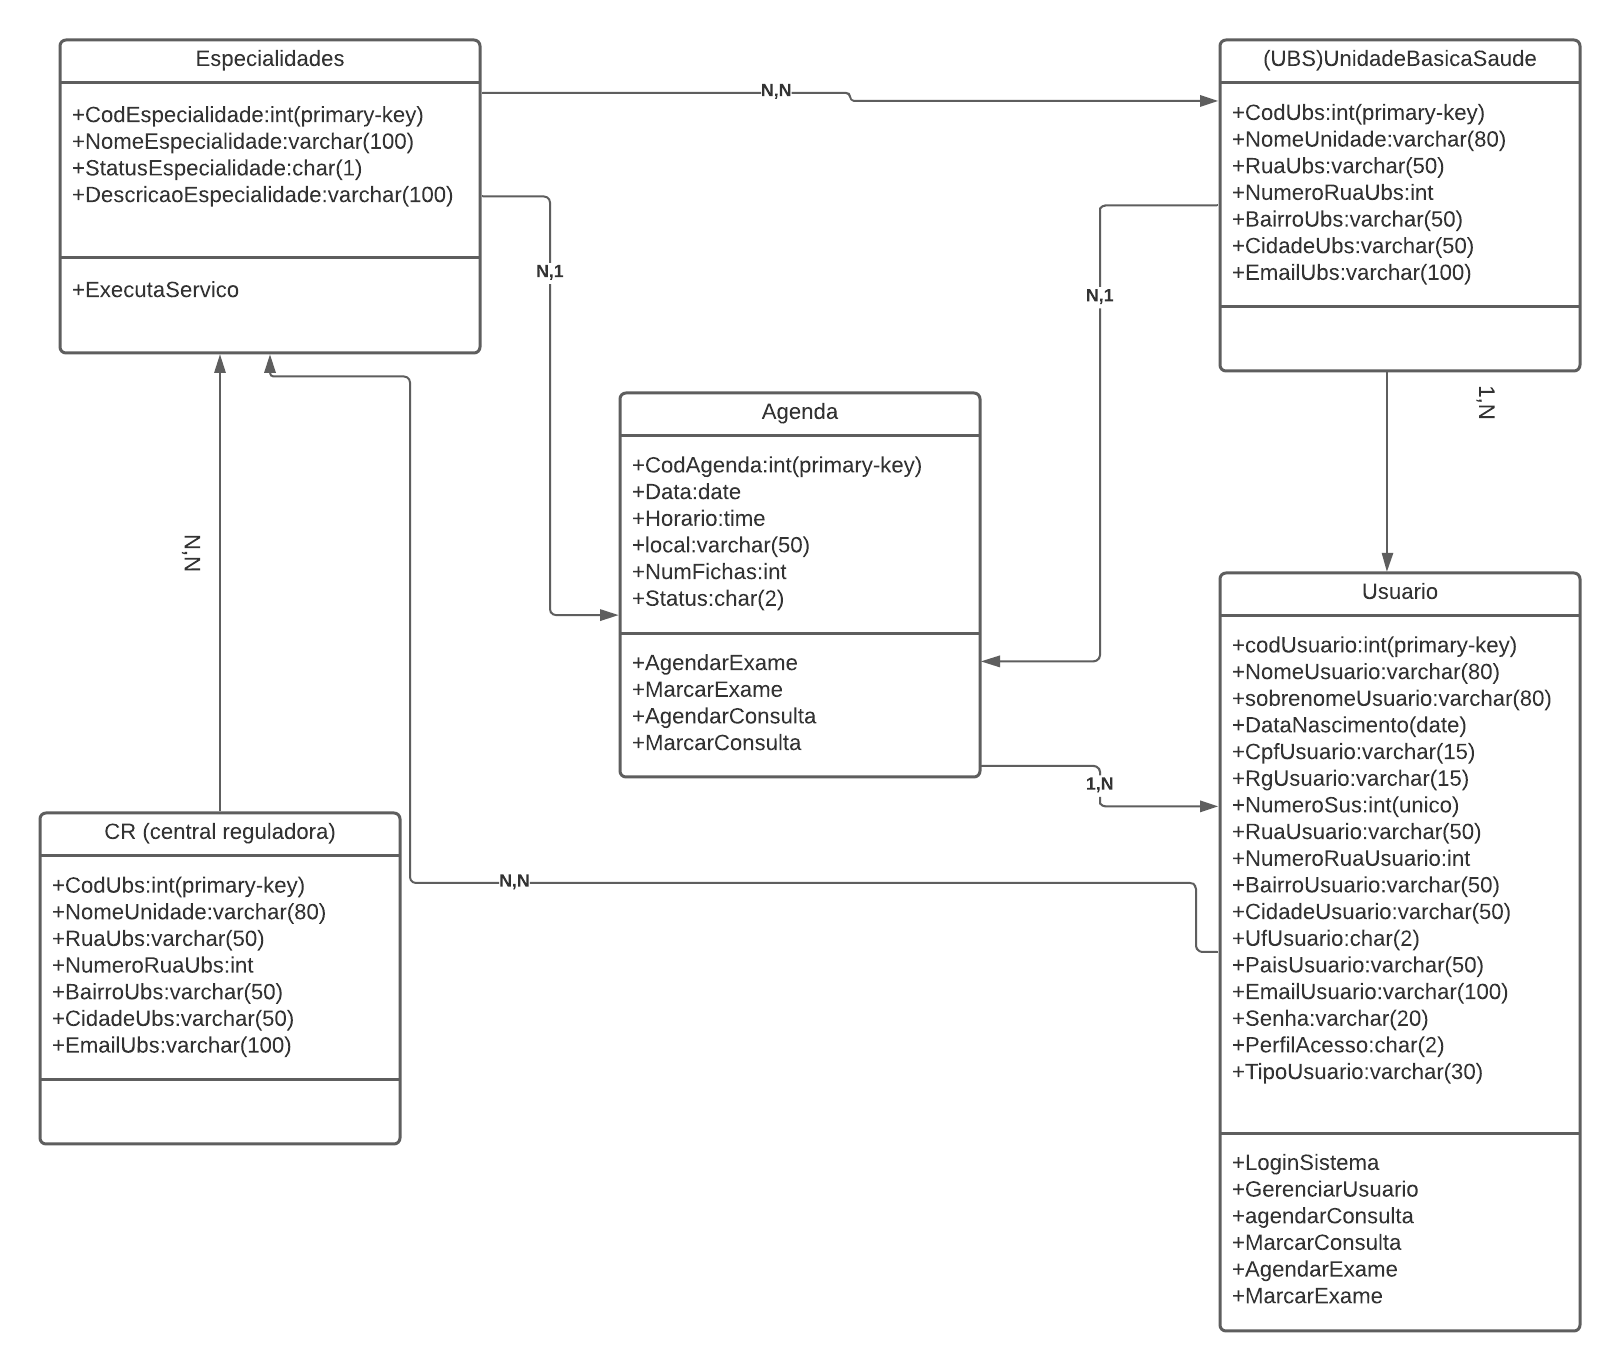 Especialidades
+CodEspecialidade:int(primary-key)
+NomeEspecialidade:varchar(100)
+StatusEspecialidade:char(1)
+DescricaoEspecialidade:varchar(100)
+ExecutaServico
N,N
(UBS)UnidadeBasicaSaude
+CodUbs:int(primary-key)
+NomeUnidade:varchar(80)
+RuaUbs:varchar(50)
+NumeroRuaUbs:int
+BairroUbs:varchar(50)
+CidadeUbs:varchar(50)
+EmailUbs:varchar(100)
N,1
N,1
1,N
Agenda
+CodAgenda:int(primary-key)
+Data:date
+Horario:time
+local:varchar(50)
+NumFichas:int
+Status:char(2)
+AgendarExame
+MarcarExame
+AgendarConsulta
+MarcarConsulta
N,N
1,N
N,N
CR (central reguladora)
+CodUbs:int(primary-key)
+NomeUnidade:varchar(80)
+RuaUbs:varchar(50)
+NumeroRuaUbs:int
+BairroUbs:varchar(50)
+CidadeUbs:varchar(50)
+EmailUbs:varchar(100)
Usuario
+codUsuario:int(primary-key)
+NomeUsuario:varchar(80)
+sobrenomeUsuario:varchar(80)
+DataNascimento(date)
+CpfUsuario:varchar(15)
+RgUsuario:varchar(15)
+NumeroSus:int(unico)
+RuaUsuario:varchar(50)
+NumeroRuaUsuario:int
+BairroUsuario:varchar(50)
+CidadeUsuario:varchar(50)
+UfUsuario:char(2)
+PaisUsuario:varchar(50)
+EmailUsuario:varchar(100)
+Senha:varchar(20)
+PerfilAcesso:char(2)
+TipoUsuario:varchar(30)
+LoginSistema
+GerenciarUsuario
+agendarConsulta
+MarcarConsulta
+AgendarExame
+MarcarExame